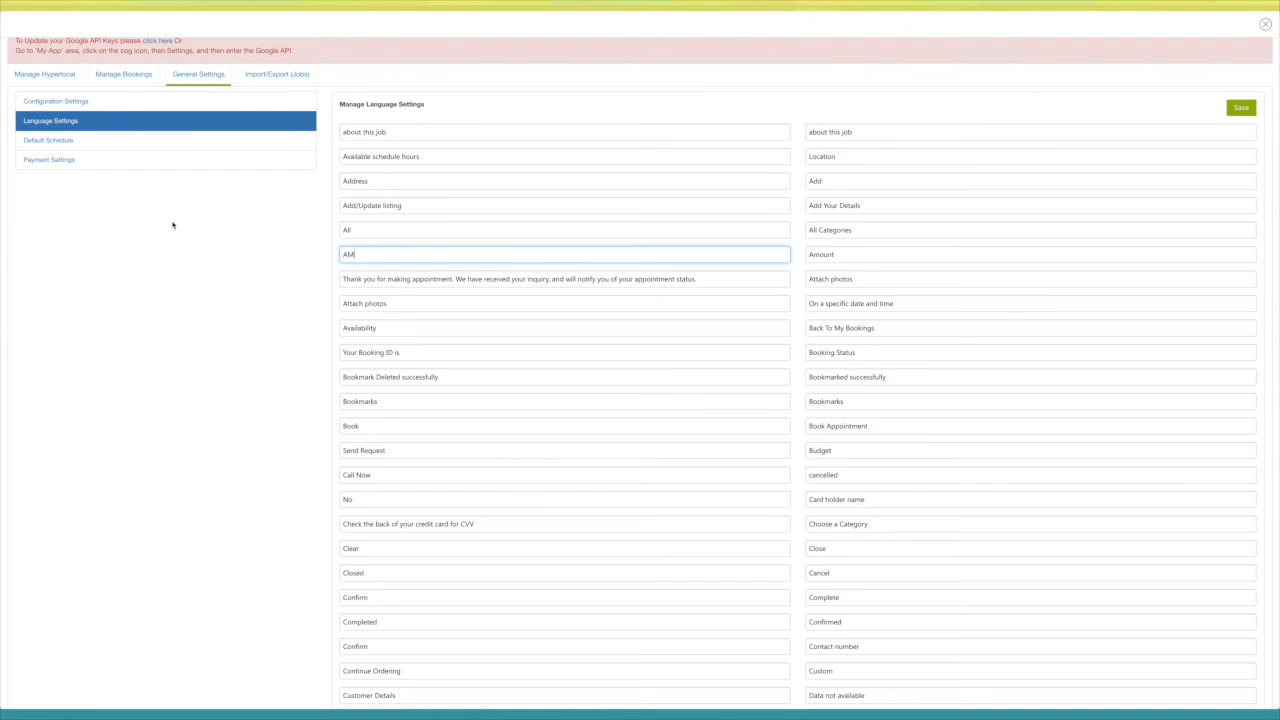 To Update your Google API Keys please click here Or
Go to 'My App' area, click on the cog icon, then Settings, and then enter the Google API.
Manage Hyperlocal Manage Bookings General Settings Import/Export (Jobs)
Configuration Settings
Language Settings
Default Schedule
Payment Settings
Manage Language Settings
Save
about this job about this job
Available schedule hours Location
Address Add
Add/Update listing Add Your Details
All All Categories
AM Amount
Thank you for making appointment. We have received your inquiry, and will notify you of your appointment status. Attach photos
Attach photos On a specific date and time
Availability Back To My Bookings
Your Booking ID is Booking Status
Bookmark Deleted successfully Bookmarked successfully
Bookmarks Bookmarks
Book Book Appointment
Send Request Budget
Call Now cancelled
No Card holder name
Check the back of your credit card for CVV Choose a Category
Clear Close
Closed Cancel
Confirm Complete
Completed Confirmed
Confirm Contact number
Continue Ordering Custom
Customer Details Data not available